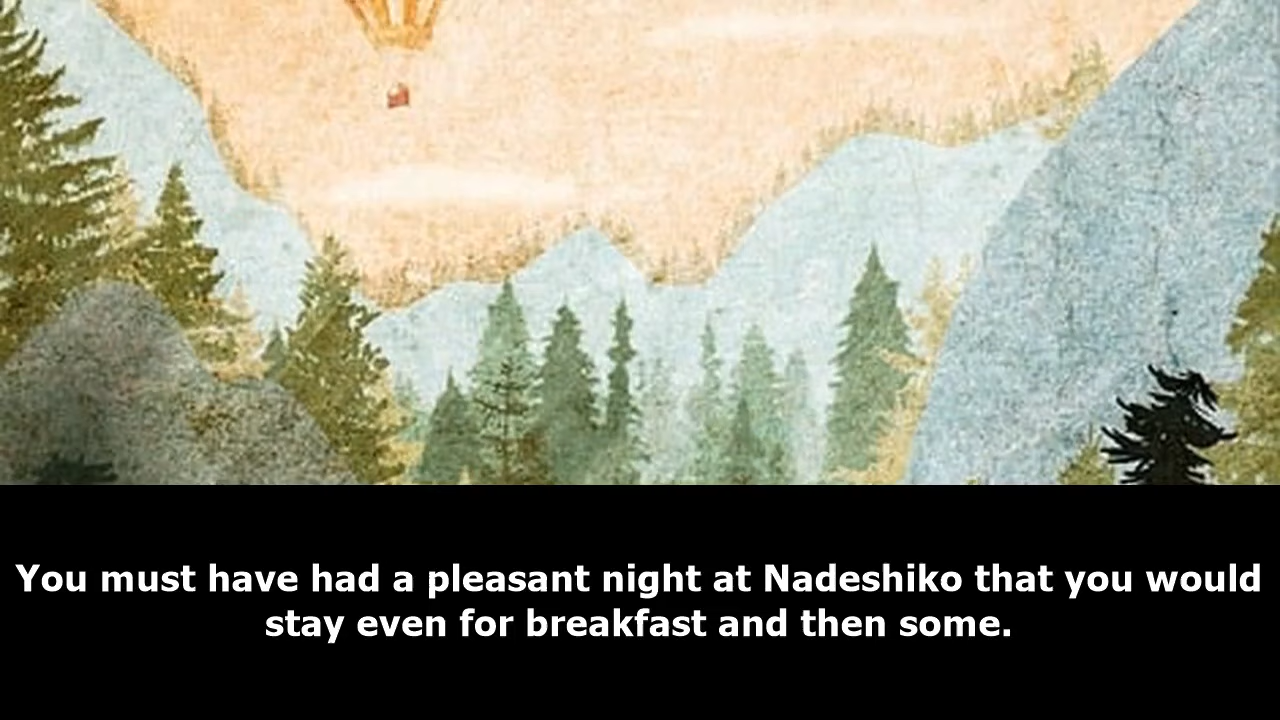 You must have had a pleasant night at Nadeshiko that you would
stay even for breakfast and then some.